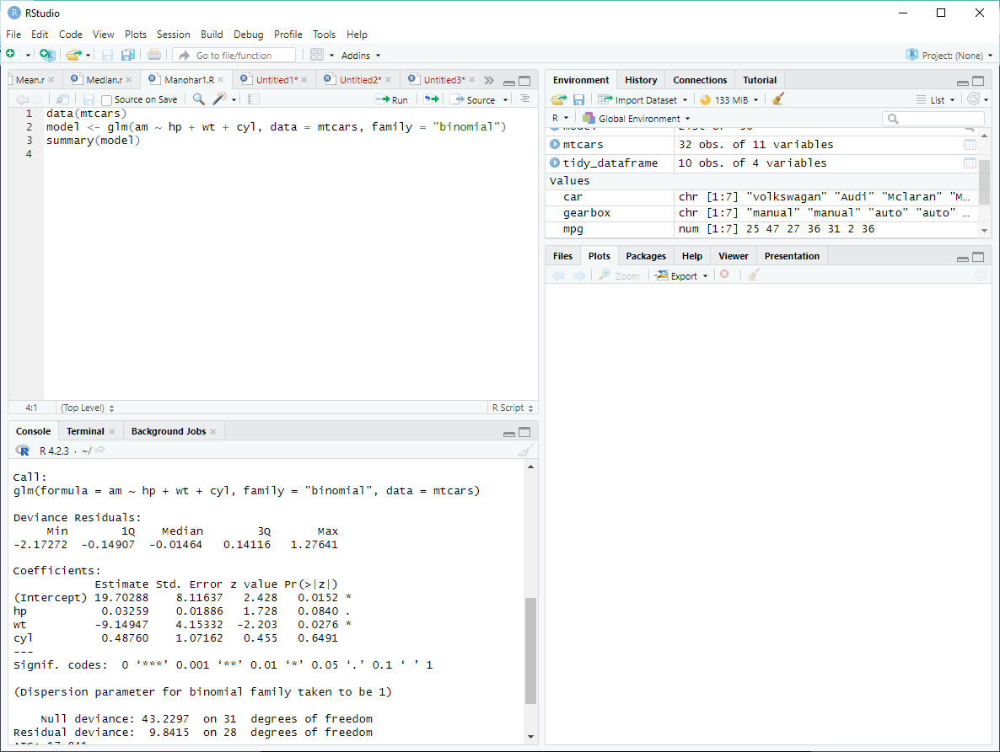 RStudio
File Edit Code View Plots Session Build Debug Profile Tools Help
Go to file/function Addins Project: (None)
Mean.r Median.r Manohar1.R Untitled1* Untitled2* Untitled3*
Source on Save Run Source
1 data(mtcars)
2 model <- glm(am ~ hp + wt + cyl, data = mtcars, family = "binomial")
3 summary(model)
4
4:1 (Top Level) R Script
Console Terminal Background Jobs
R 4.2.3 · ~/
Call:
glm(formula = am ~ hp + wt + cyl, family = "binomial", data = mtcars)
Deviance Residuals:
Min 1Q Median 3Q Max
-2.17272 -0.14907 -0.01464 0.14116 1.27641
Coefficients:
Estimate Std. Error z value Pr(>|z|)
(Intercept) 19.70288 8.11637 2.428 0.0152 *
hp 0.03259 0.01886 1.728 0.0840 .
wt -9.14947 4.15332 -2.203 0.0276 *
cyl 0.48760 1.07162 0.455 0.6491
---
Signif. codes: 0 ‘***’ 0.001 ‘**’ 0.01 ‘*’ 0.05 ‘.’ 0.1 ‘ ’ 1
(Dispersion parameter for binomial family taken to be 1)
Null deviance: 43.2297 on 31 degrees of freedom
Residual deviance: 9.8415 on 28 degrees of freedom
Environment History Connections Tutorial
Import Dataset 133 MiB List
R Global Environment
mtcars 32 obs. of 11 variables
tidy_dataframe 10 obs. of 4 variables
Values
car chr [1:7] "volkswagan" "Audi" "Mclaran" "M…
gearbox chr [1:7] "manual" "manual" "auto" "auto" …
mpg num [1:7] 25 47 27 36 31 2 36
Files Plots Packages Help Viewer Presentation
Zoom Export